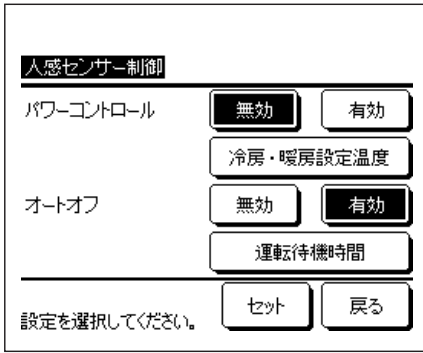 人感センサー制御
パワーコントロール 無効 有効
冷房・暖房設定温度
オートオフ 無効 有効
運転待機時間
設定を選択してください。 セット 戻る